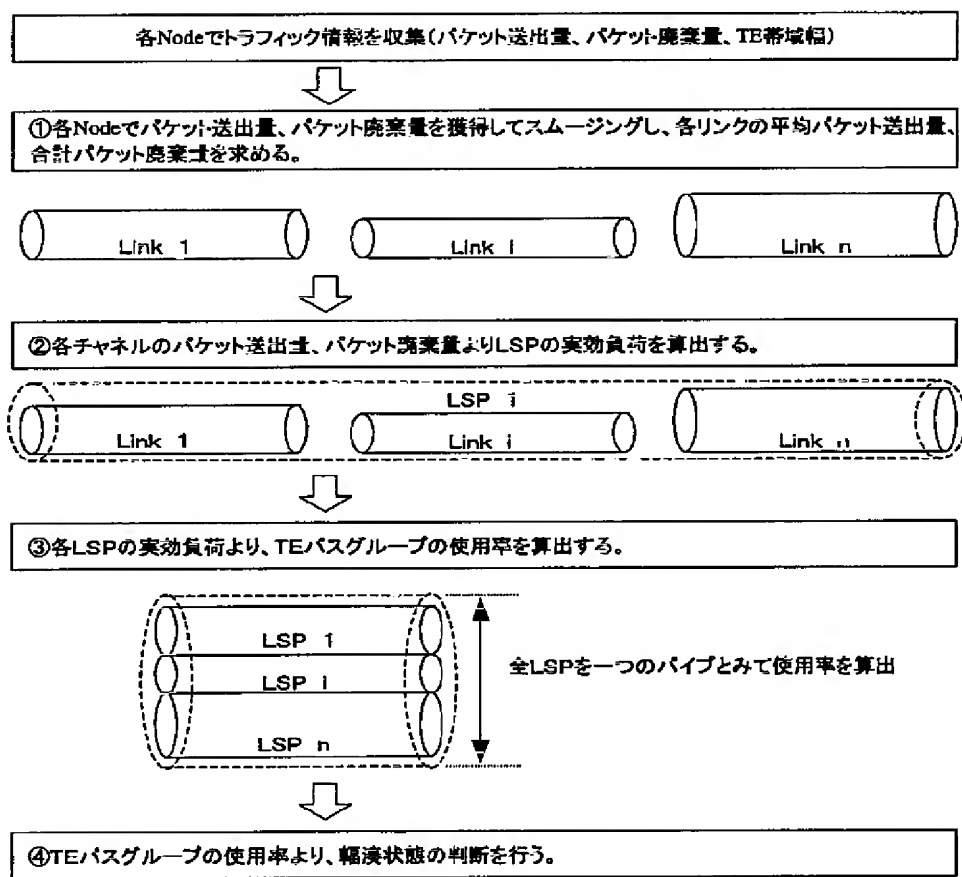 各Nodeでトラフィック情報を収集(パケット送出量、パケット廃棄量、TE帯域幅)
①各Nodeでパケット送出量、パケット廃棄量を獲得してスムージングし、各リンクの平均パケット送出量、
合計パケット廃棄量を求める。
Link 1
Link i
Link n
②各チャネルのパケット送出量、パケット廃棄量よりLSPの実効負荷を算出する。
LSP i
Link 1
Link i
Link n
③各LSPの実効負荷より、TEパスグループの使用率を算出する。
LSP 1
LSP i
LSP n
全LSPを一つのパイプとみて使用率を算出
④TEパスグループの使用率より、輻湊状態の判断を行う。